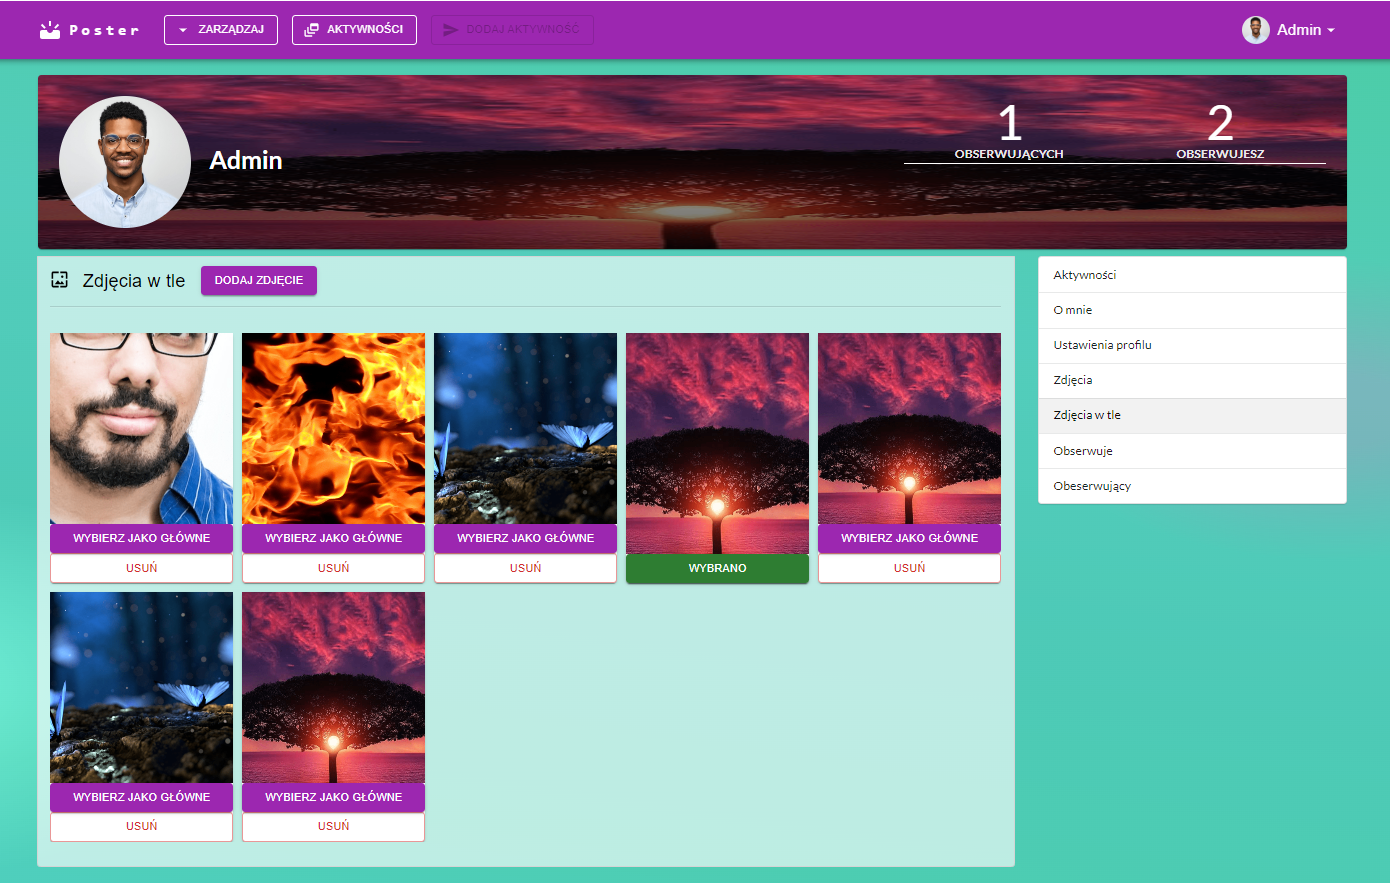 Poster
ZARZĄDZAJ
AKTYWNOŚCI
DODAJ AKTYWNOŚĆ
Admin
Admin
1
OBSERWUJĄCYCH
2
OBSERWUJESZ
Zdjęcia w tle
DODAJ ZDJĘCIE
WYBIERZ JAKO GŁÓWNE
WYBIERZ JAKO GŁÓWNE
WYBIERZ JAKO GŁÓWNE
WYBIERZ JAKO GŁÓWNE
USUŃ
USUŃ
USUŃ
WYBRANO
USUŃ
WYBIERZ JAKO GŁÓWNE
WYBIERZ JAKO GŁÓWNE
USUŃ
USUŃ
Aktywności
O mnie
Ustawienia profilu
Zdjęcia
Zdjęcia w tle
Obserwuje
Obeserwujący